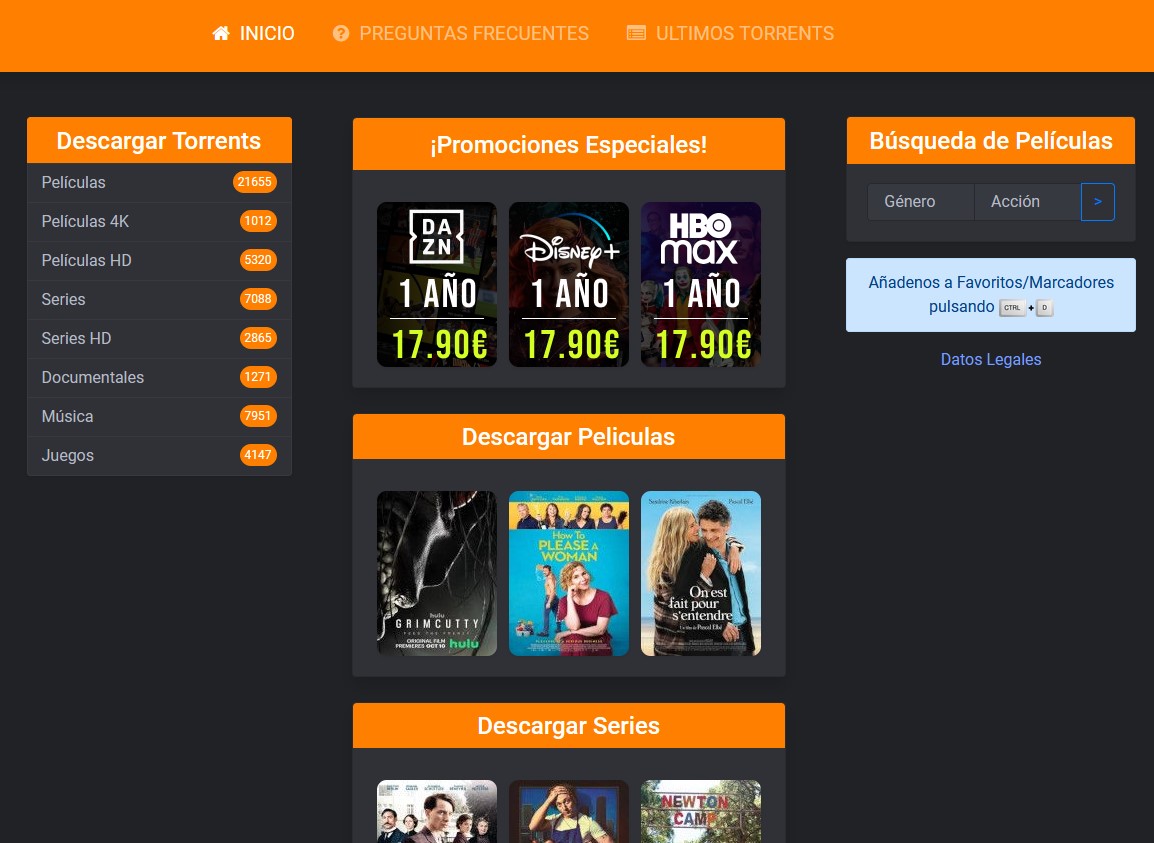 INICIO
PREGUNTAS FRECUENTES
ULTIMOS TORRENTS
Descargar Torrents
Películas 21655
Películas 4K 1012
Películas HD 5320
Series 7088
Series HD 2865
Documentales 1271
Música 7951
Juegos 4147
¡Promociones Especiales!
DA
ZN
1 AÑO
17.90€
Disney+
1 AÑO
17.90€
HBO
max
1 AÑO
17.90€
Descargar Peliculas
hulu
GRIMCUTTY
ORIGINAL FILM
PREMIERES OCT 10 hulu
How To
PLEASE A
WOMAN
Sandrine Kiberlain Pascal Elbé
On est
fait pour
s'entendre
Un film de Pascal Elbé
Descargar Series
NEWTON
CAMP
Búsqueda de Películas
Género Acción >
Añadenos a Favoritos/Marcadores
pulsando CTRL + D
Datos Legales